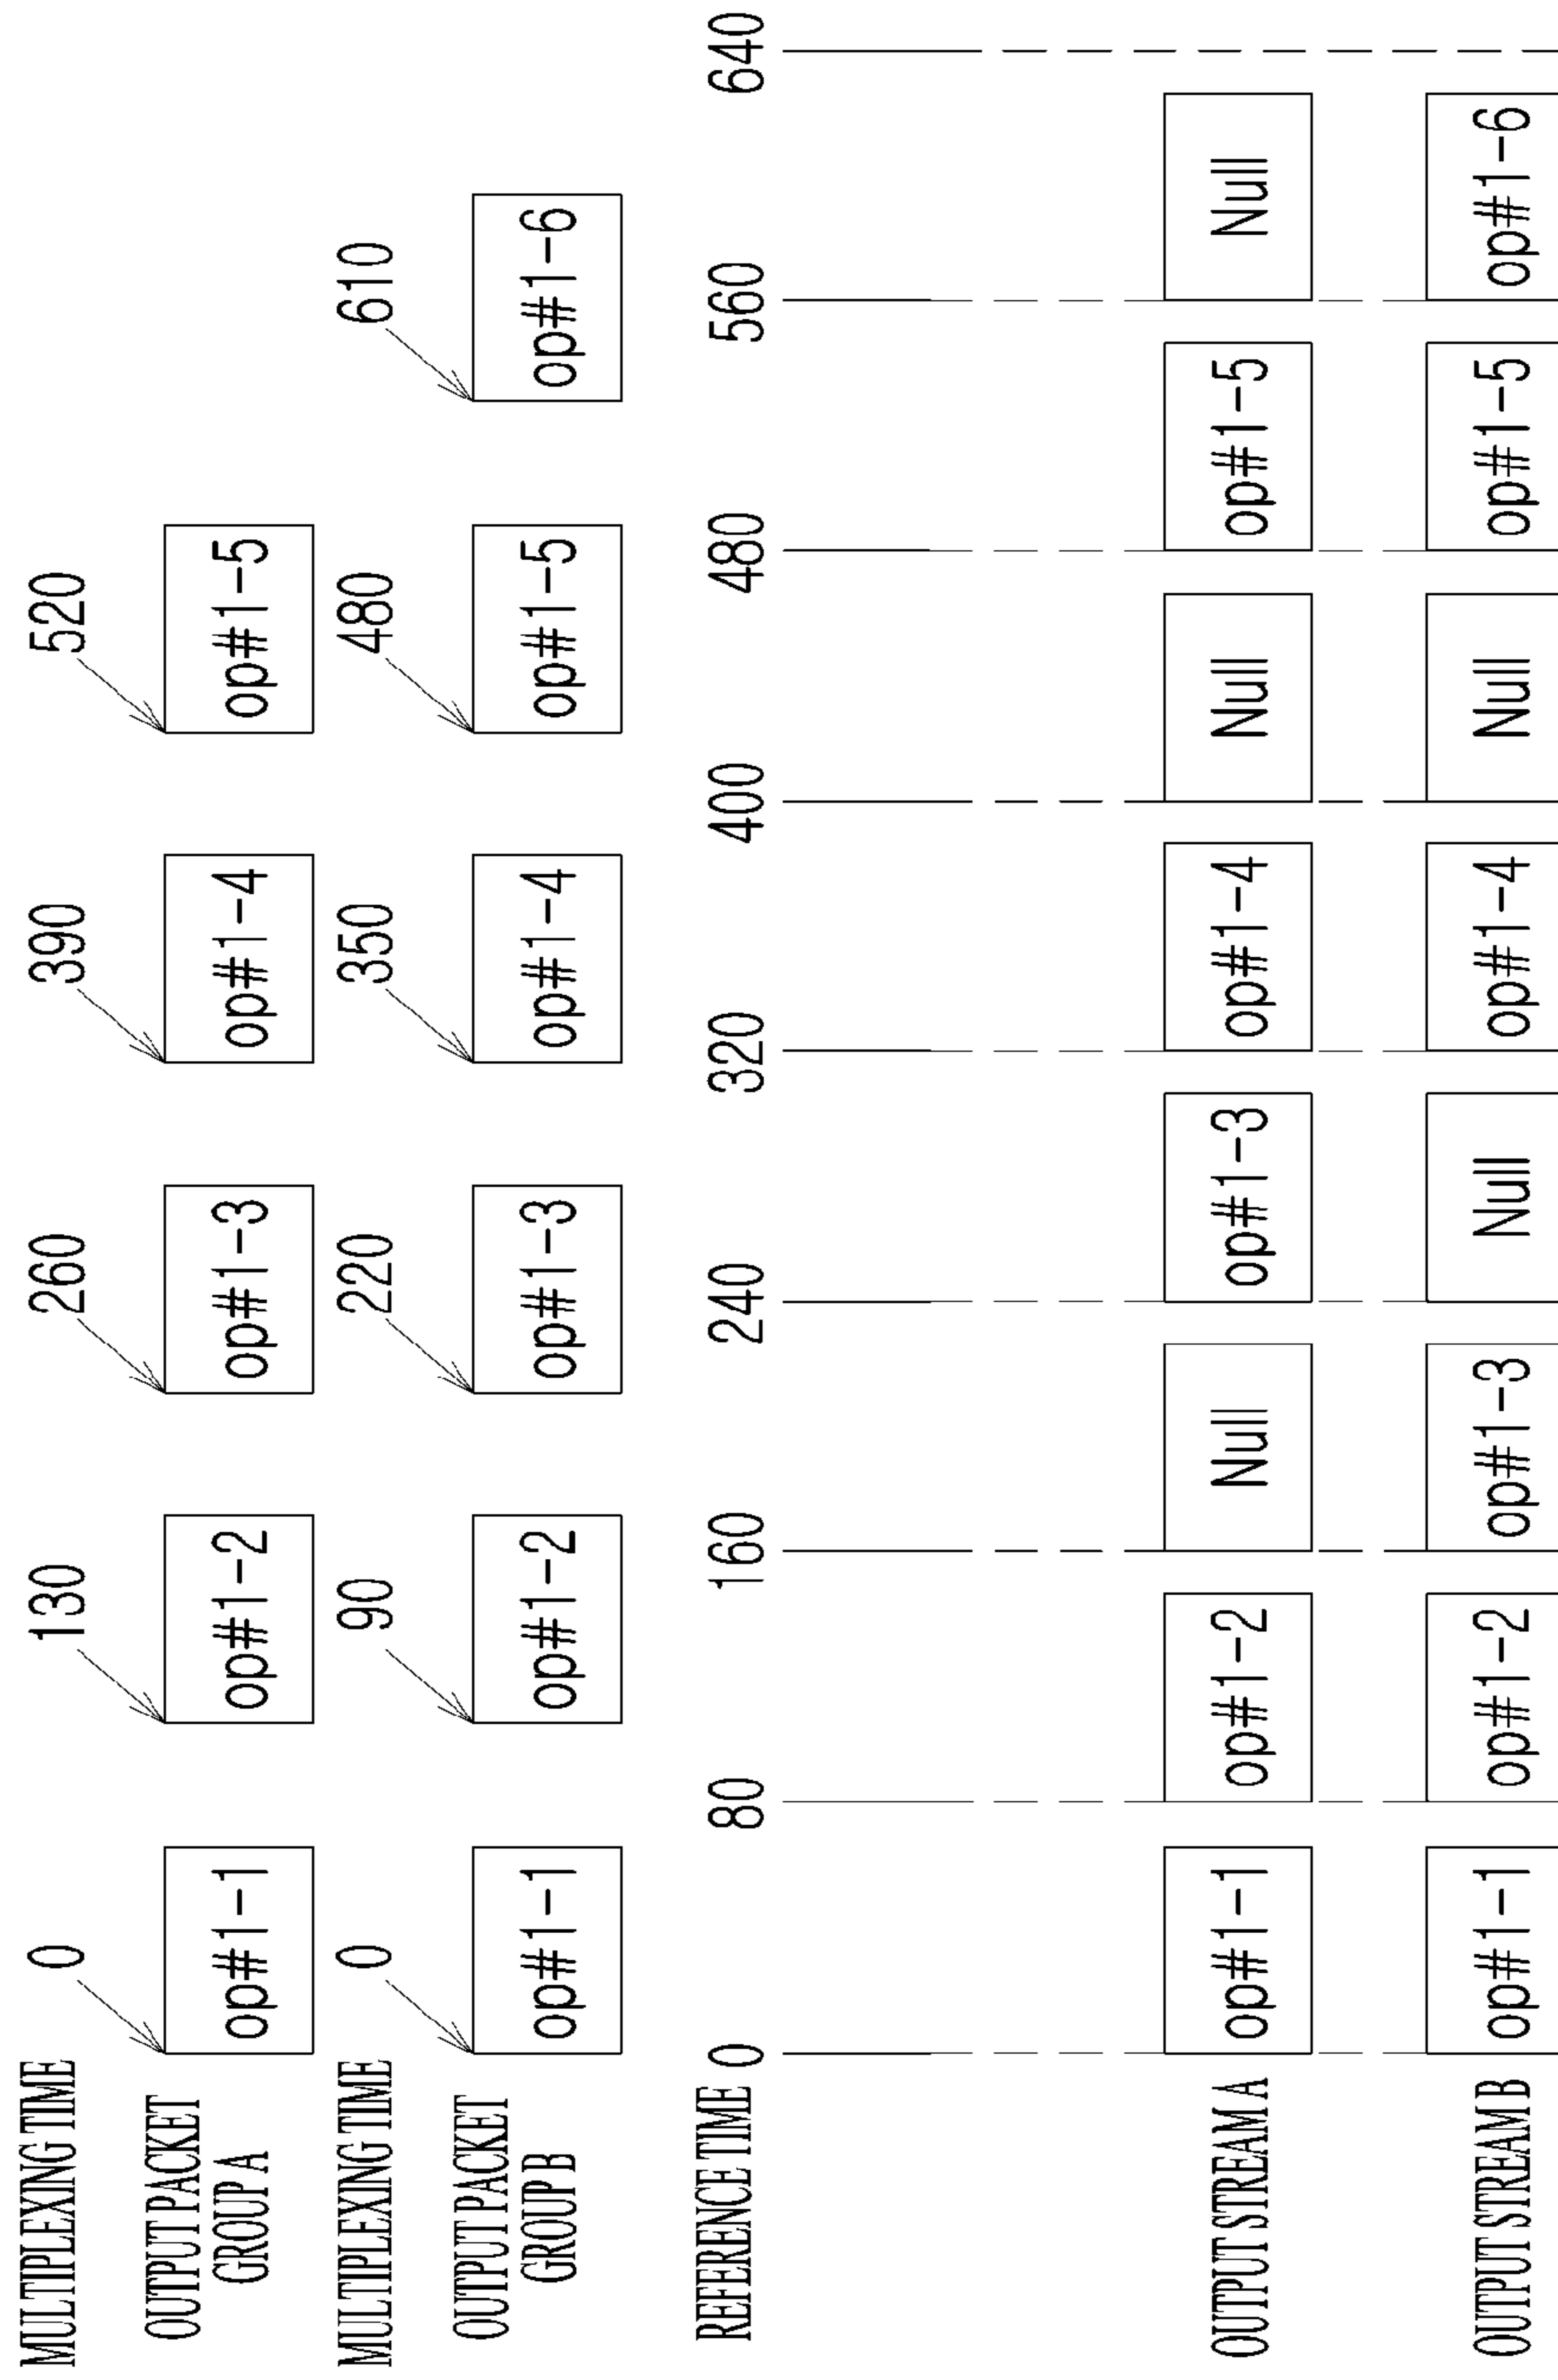 MULTIPLEXING TIME 0 130 260 390 520
OUTPUT PACKET
GROUP A
op#1-1 op#1-2 op#1-3 op#1-4 op#1-5
MULTIPLEXING TIME 0 90 220 350 480 610
OUTPUT PACKET
GROUP B
op#1-1 op#1-2 op#1-3 op#1-4 op#1-5 op#1-6
REFERENCE TIME 0 80 160 240 320 400 480 560 640
OUTPUT STREAM A op#1-1 op#1-2 Null op#1-3 op#1-4 Null op#1-5 Null
OUTPUT STREAM B op#1-1 op#1-2 op#1-3 Null op#1-4 Null op#1-5 op#1-6